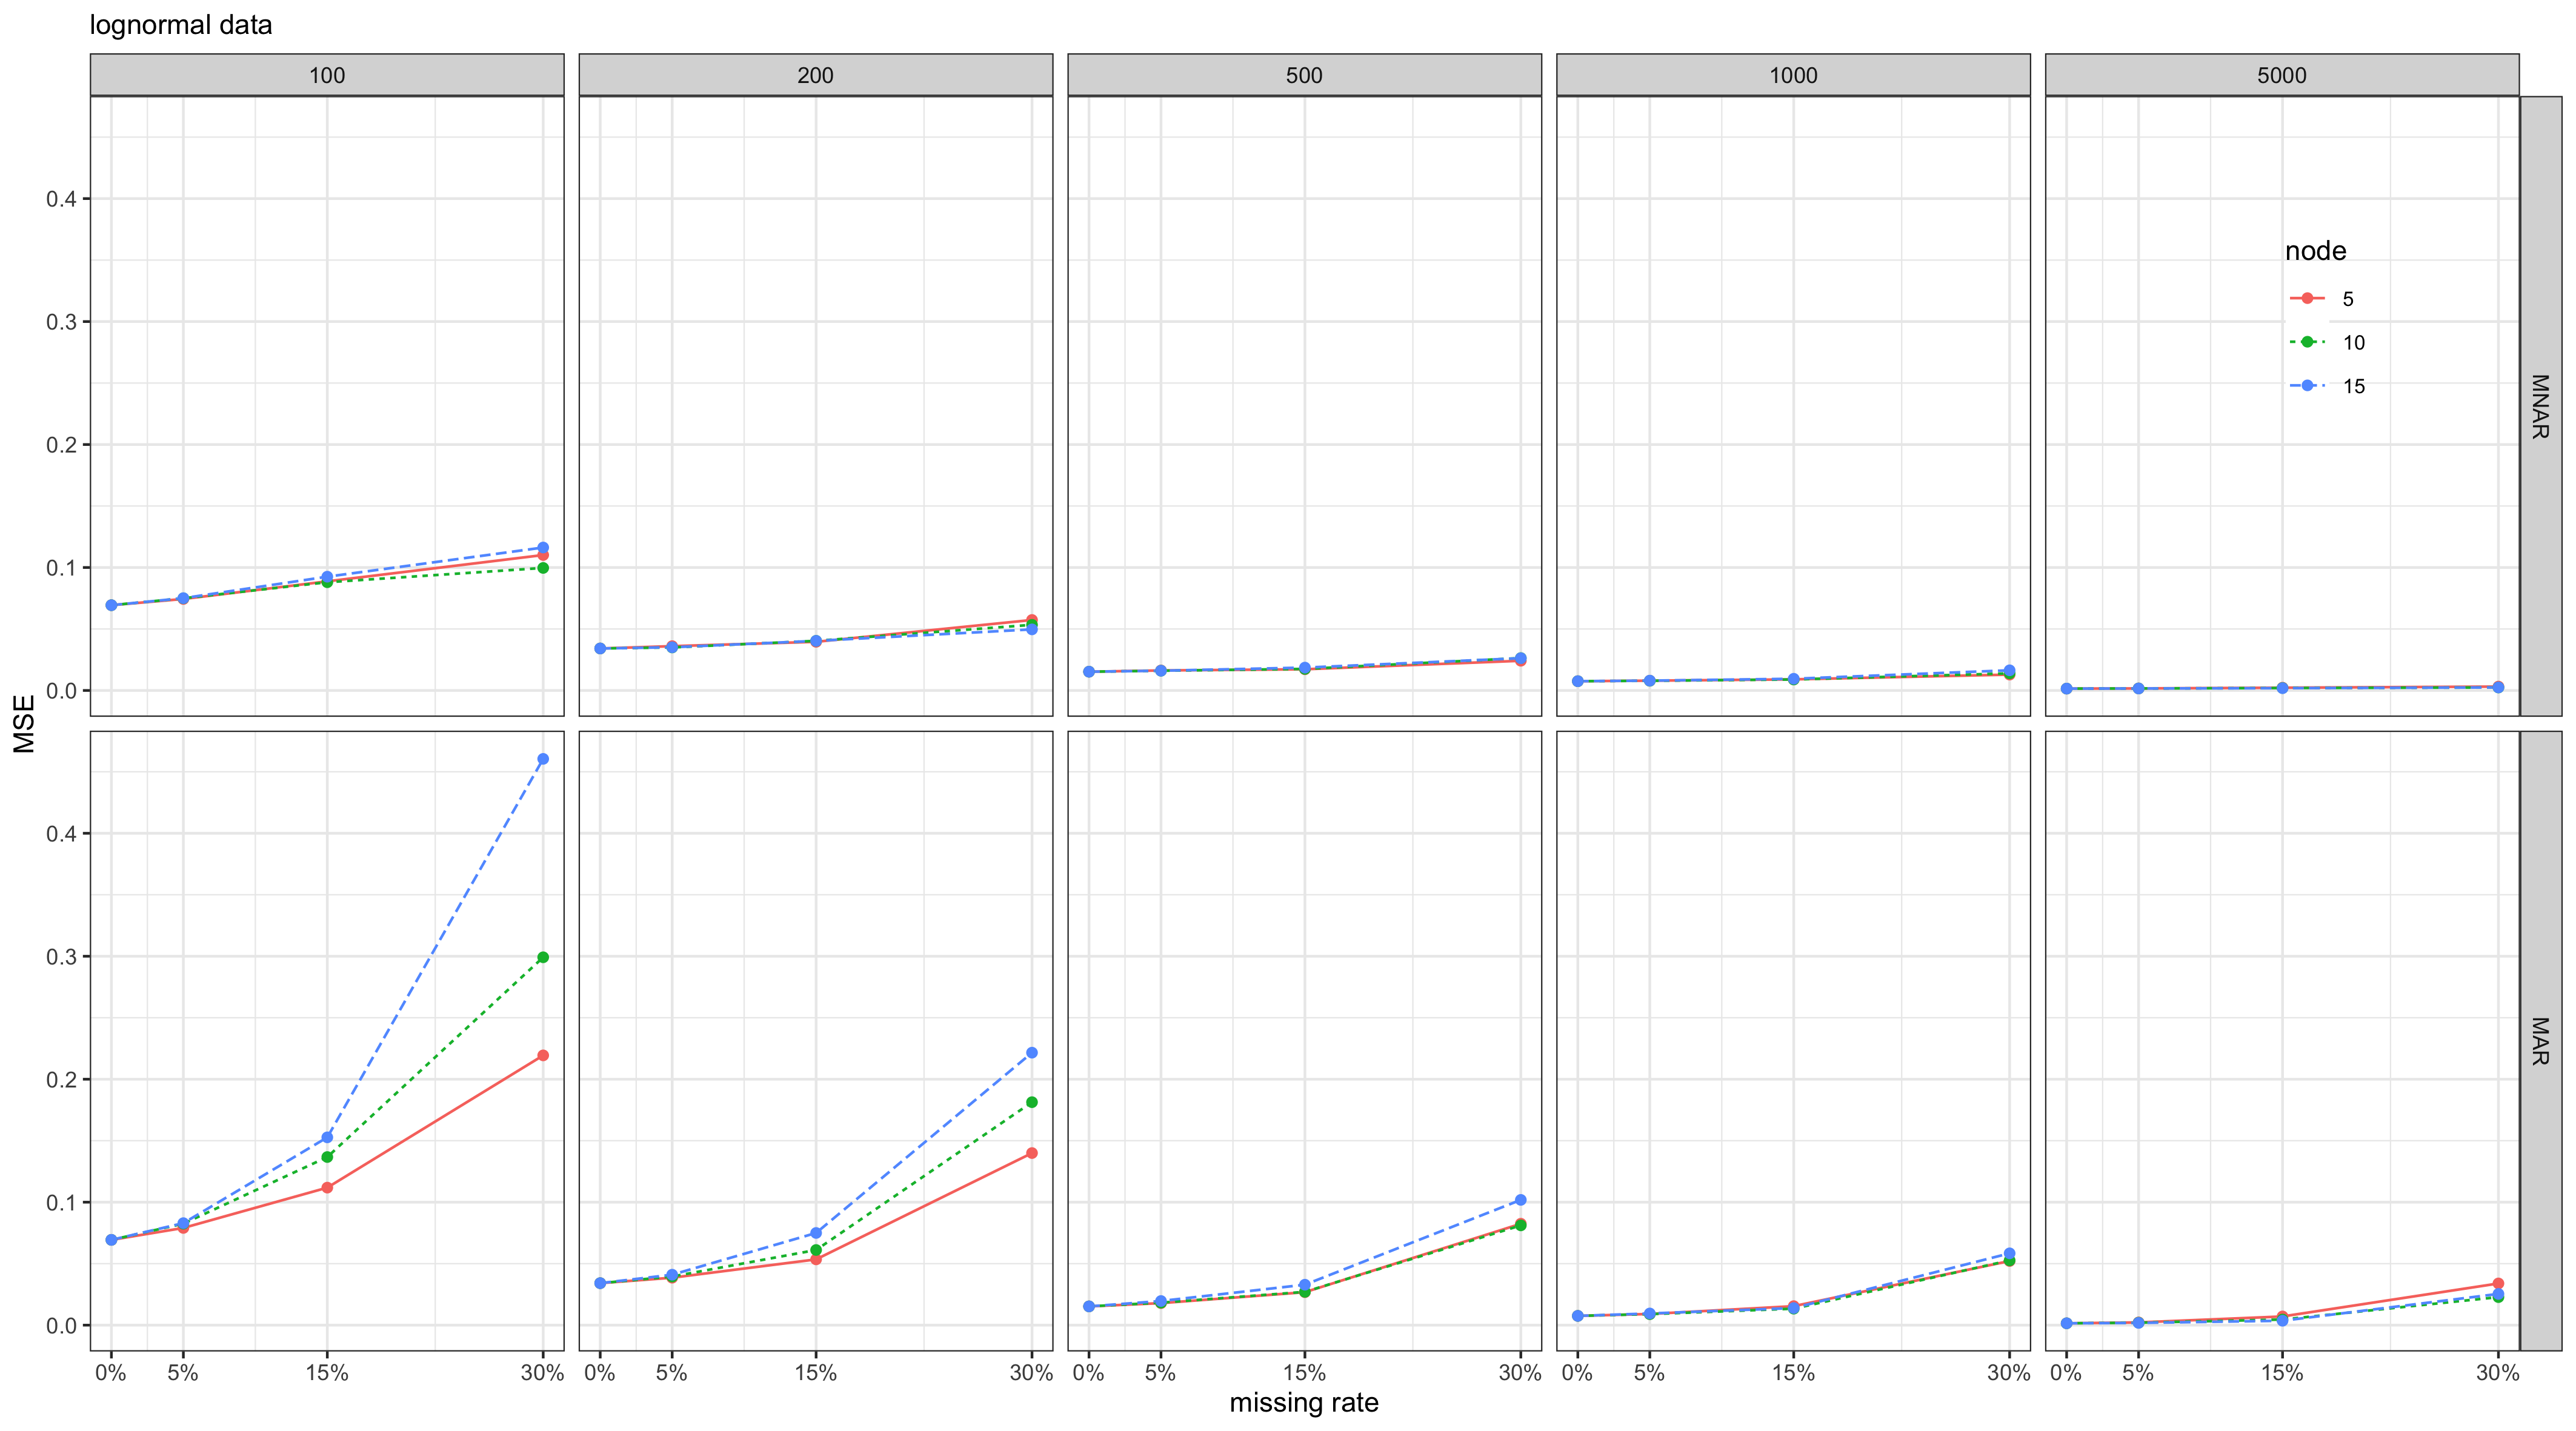 lognormal data
100 200 500 1000 5000
0.4
0.3
0.2
0.1
0.0
node
5
10
15
MNAR
MSE
0.4
0.3
0.2
0.1
0.0
MAR
0% 5% 15% 30% 0% 5% 15% 30% 0% 5% 15% 30% 0% 5% 15% 30% 0% 5% 15% 30%
missing rate